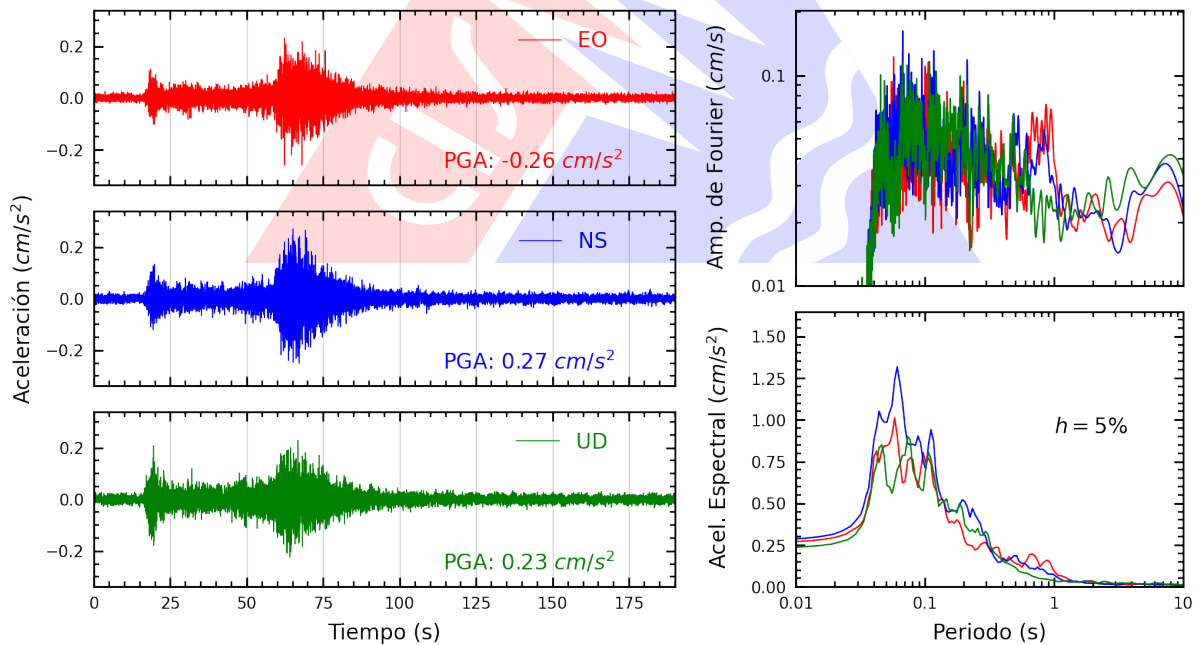 Aceleración (cm/s²)
0.2
0.0
−0.2
EO
PGA: -0.26 cm/s²
0.2
0.0
−0.2
NS
PGA: 0.27 cm/s²
0.2
0.0
−0.2
UD
PGA: 0.23 cm/s²
0 25 50 75 100 125 150 175
Tiempo (s)
Amp. de Fourier (cm/s)
0.1
0.01
Acel. Espectral (cm/s²)
1.50
1.25
1.00
0.75
0.50
0.25
0.00
h = 5%
0.01 0.1 1 10
Periodo (s)